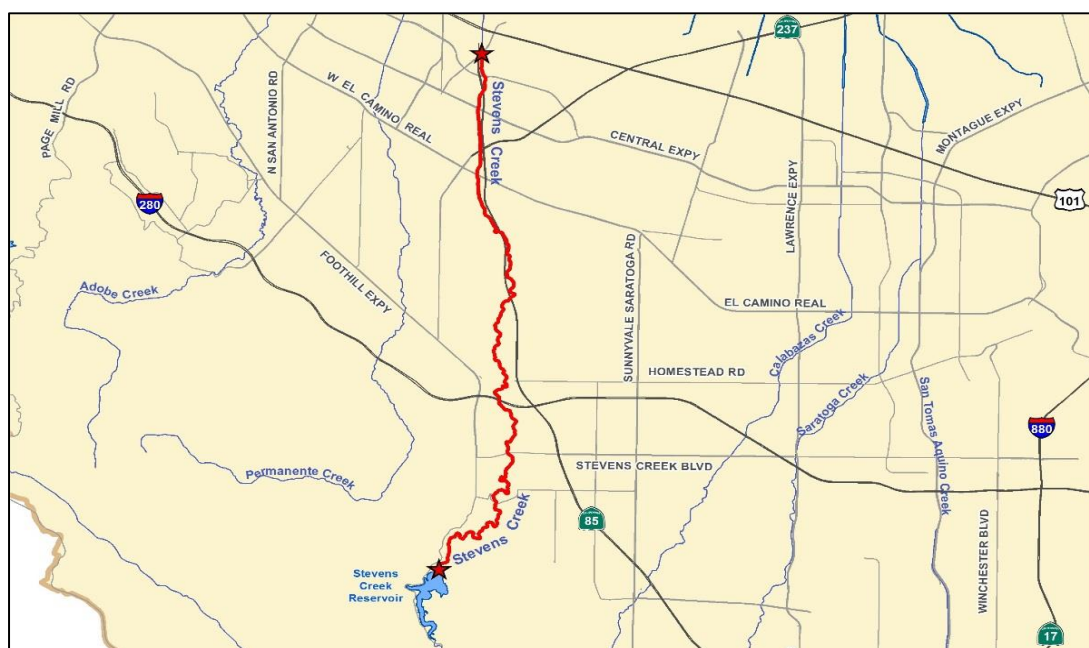 237
PAGE MILL RD
N SAN ANTONIO RD
W EL CAMINO REAL
Stevens Creek
CENTRAL EXPY
MONTAGUE EXPY
LAWRENCE EXPY
101
280
FOOTHILL EXPY
SUNNYVALE SARATOGA RD
Adobe Creek
EL CAMINO REAL
Calabazas Creek
HOMESTEAD RD
Saratoga Creek
San Tomas Aquino Creek
880
STEVENS CREEK BLVD
Permanente Creek
85
Stevens Creek
WINCHESTER BLVD
Stevens
Creek
Reservoir
17